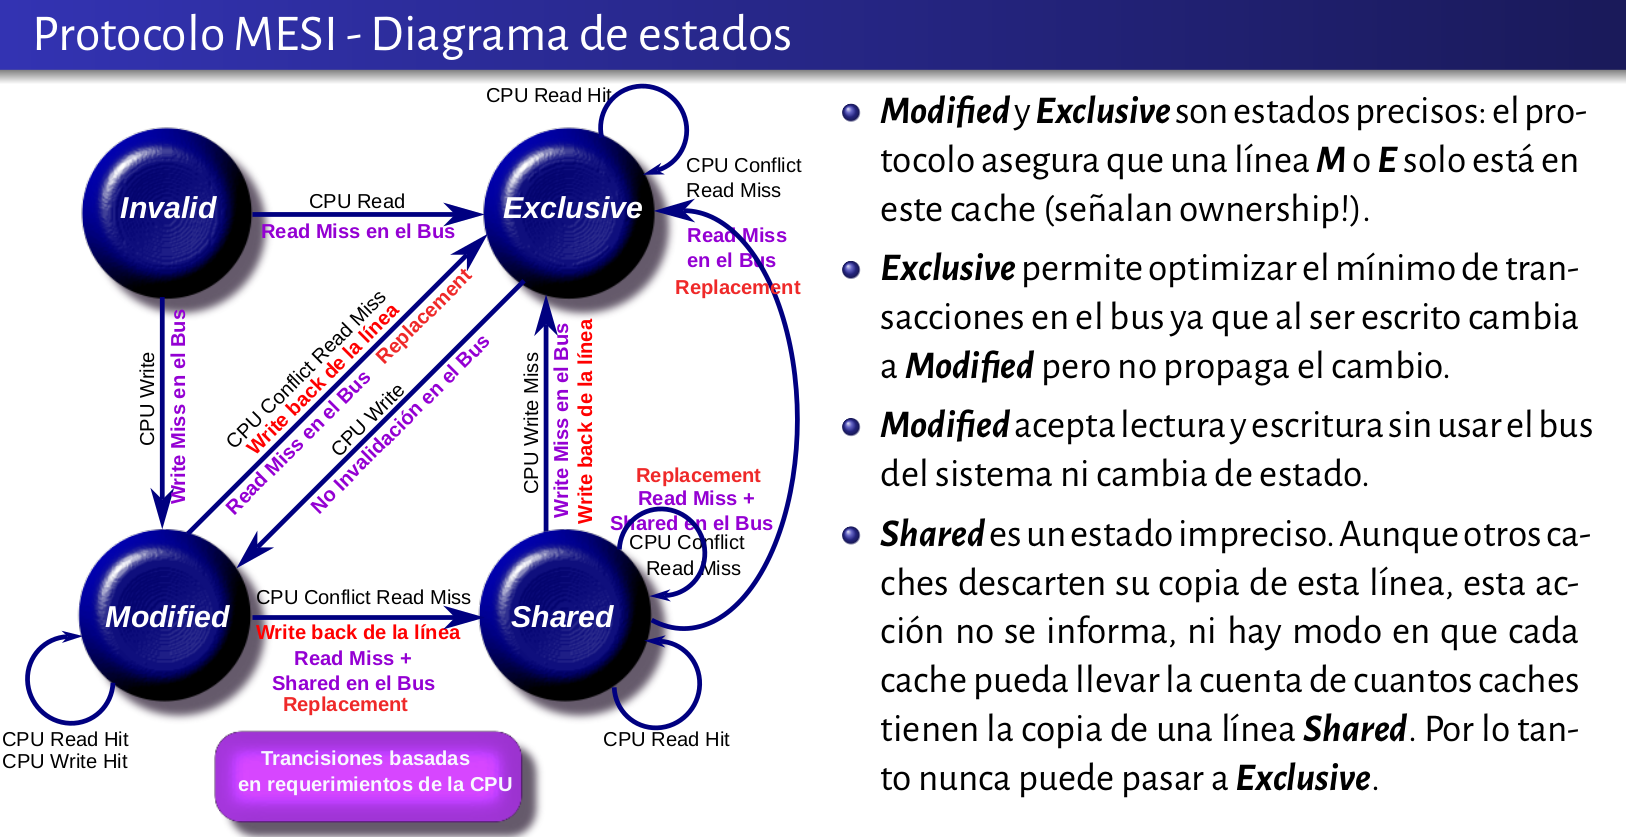 Protocolo MESI - Diagrama de estados
CPU Read Hit
Invalid
CPU Read
Read Miss en el Bus
Exclusive
CPU Conflict
Read Miss
Read Miss
en el Bus
Replacement
CPU Write
Write Miss en el Bus
CPU Conflict Read Miss
Write back de la línea
Replacement
Read Miss en el Bus
CPU Write
No Invalidación en el Bus
CPU Write Miss
Write Miss en el Bus
Write back de la línea
Replacement
Read Miss +
Shared en el Bus
CPU Conflict
Read Miss
Modified
CPU Conflict Read Miss
Write back de la línea
Read Miss +
Shared en el Bus
Replacement
Shared
CPU Read Hit
CPU Write Hit
CPU Read Hit
Trancisiones basadas
en requerimientos de la CPU
Modified y Exclusive son estados precisos: el pro-
tocolo asegura que una línea M o E solo está en
este cache (señalan ownership!).
Exclusive permite optimizar el mínimo de tran-
sacciones en el bus ya que al ser escrito cambia
a Modified pero no propaga el cambio.
Modified acepta lectura y escritura sin usar el bus
del sistema ni cambia de estado.
Shared es un estado impreciso. Aunque otros ca-
ches descarten su copia de esta línea, esta ac-
ción no se informa, ni hay modo en que cada
cache pueda llevar la cuenta de cuantos caches
tienen la copia de una línea Shared. Por lo tan-
to nunca puede pasar a Exclusive.